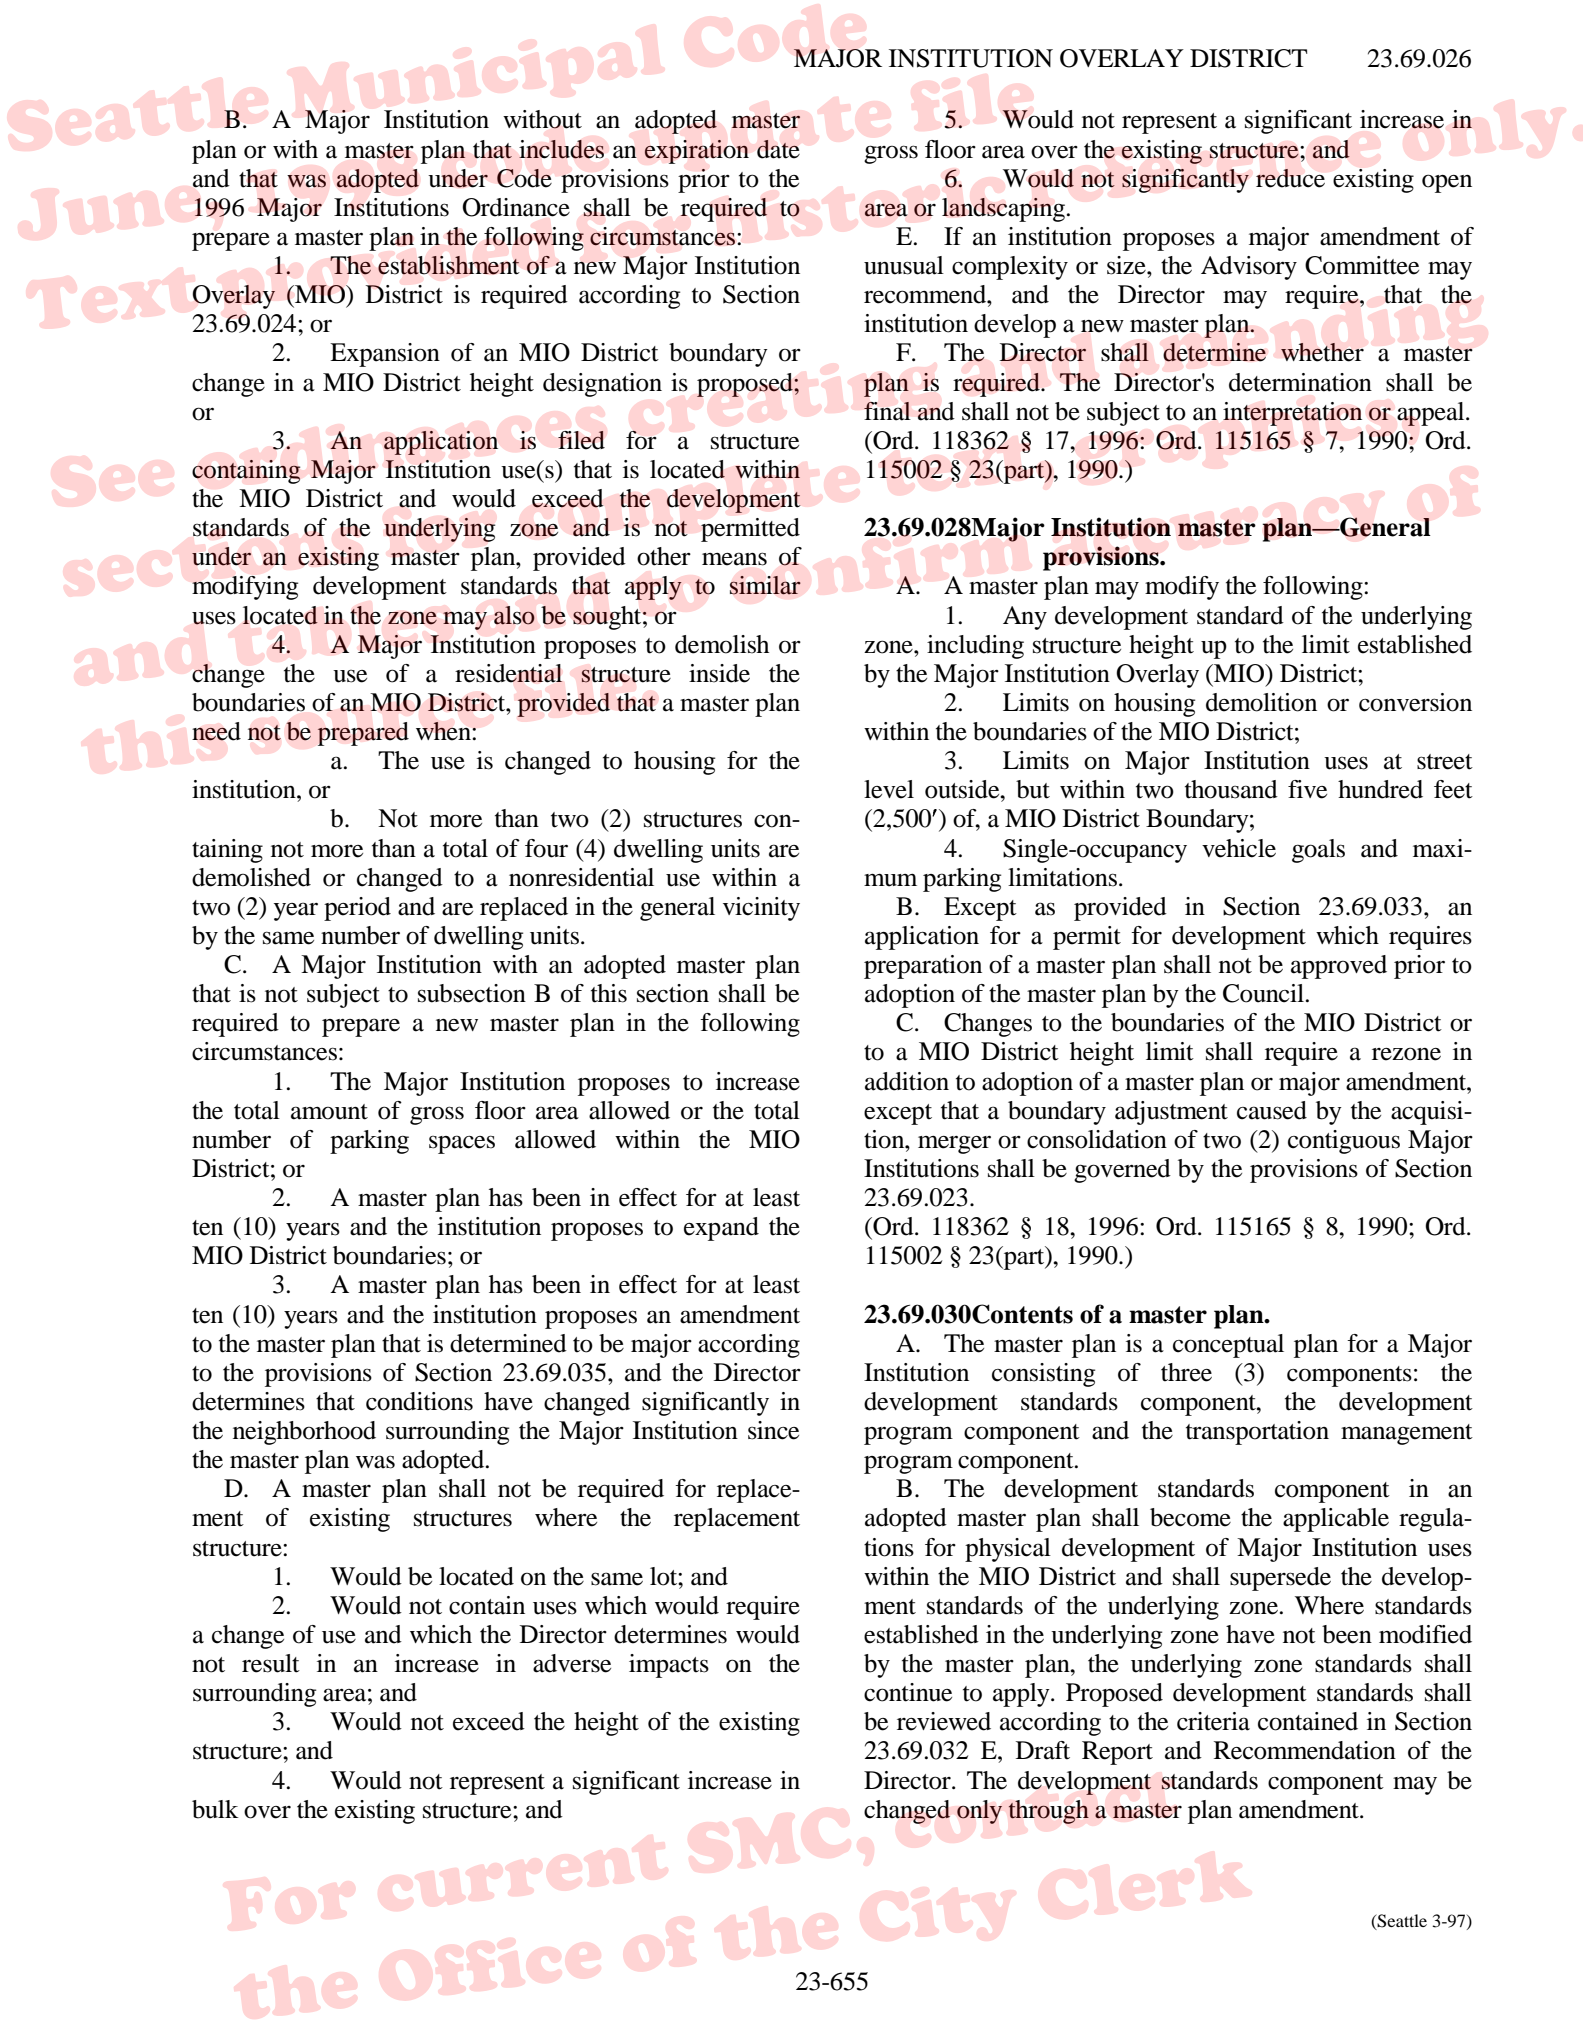 MAJOR INSTITUTION OVERLAY DISTRICT 23.69.026
B. A Major Institution without an adopted master
plan or with a master plan that includes an expiration date
and that was adopted under Code provisions prior to the
1996 Major Institutions Ordinance shall be required to
prepare a master plan in the following circumstances:
1. The establishment of a new Major Institution
Overlay (MIO) District is required according to Section
23.69.024; or
2. Expansion of an MIO District boundary or
change in a MIO District height designation is proposed;
or
3. An application is filed for a structure
containing Major Institution use(s) that is located within
the MIO District and would exceed the development
standards of the underlying zone and is not permitted
under an existing master plan, provided other means of
modifying development standards that apply to similar
uses located in the zone may also be sought; or
4. A Major Institution proposes to demolish or
change the use of a residential structure inside the
boundaries of an MIO District, provided that a master plan
need not be prepared when:
a. The use is changed to housing for the
institution, or
b. Not more than two (2) structures con-
taining not more than a total of four (4) dwelling units are
demolished or changed to a nonresidential use within a
two (2) year period and are replaced in the general vicinity
by the same number of dwelling units.
C. A Major Institution with an adopted master plan
that is not subject to subsection B of this section shall be
required to prepare a new master plan in the following
circumstances:
1. The Major Institution proposes to increase
the total amount of gross floor area allowed or the total
number of parking spaces allowed within the MIO
District; or
2. A master plan has been in effect for at least
ten (10) years and the institution proposes to expand the
MIO District boundaries; or
3. A master plan has been in effect for at least
ten (10) years and the institution proposes an amendment
to the master plan that is determined to be major according
to the provisions of Section 23.69.035, and the Director
determines that conditions have changed significantly in
the neighborhood surrounding the Major Institution since
the master plan was adopted.
D. A master plan shall not be required for replace-
ment of existing structures where the replacement
structure:
1. Would be located on the same lot; and
2. Would not contain uses which would require
a change of use and which the Director determines would
not result in an increase in adverse impacts on the
surrounding area; and
3. Would not exceed the height of the existing
structure; and
4. Would not represent a significant increase in
bulk over the existing structure; and
5. Would not represent a significant increase in
gross floor area over the existing structure; and
6. Would not significantly reduce existing open
area or landscaping.
E. If an institution proposes a major amendment of
unusual complexity or size, the Advisory Committee may
recommend, and the Director may require, that the
institution develop a new master plan.
F. The Director shall determine whether a master
plan is required. The Director's determination shall be
final and shall not be subject to an interpretation or appeal.
(Ord. 118362 § 17, 1996: Ord. 115165 § 7, 1990; Ord.
115002 § 23(part), 1990.)
23.69.028Major Institution master plan—General
provisions.
A. A master plan may modify the following:
1. Any development standard of the underlying
zone, including structure height up to the limit established
by the Major Institution Overlay (MIO) District;
2. Limits on housing demolition or conversion
within the boundaries of the MIO District;
3. Limits on Major Institution uses at street
level outside, but within two thousand five hundred feet
(2,500′) of, a MIO District Boundary;
4. Single-occupancy vehicle goals and maxi-
mum parking limitations.
B. Except as provided in Section 23.69.033, an
application for a permit for development which requires
preparation of a master plan shall not be approved prior to
adoption of the master plan by the Council.
C. Changes to the boundaries of the MIO District or
to a MIO District height limit shall require a rezone in
addition to adoption of a master plan or major amendment,
except that a boundary adjustment caused by the acquisi-
tion, merger or consolidation of two (2) contiguous Major
Institutions shall be governed by the provisions of Section
23.69.023.
(Ord. 118362 § 18, 1996: Ord. 115165 § 8, 1990; Ord.
115002 § 23(part), 1990.)
23.69.030Contents of a master plan.
A. The master plan is a conceptual plan for a Major
Institution consisting of three (3) components: the
development standards component, the development
program component and the transportation management
program component.
B. The development standards component in an
adopted master plan shall become the applicable regula-
tions for physical development of Major Institution uses
within the MIO District and shall supersede the develop-
ment standards of the underlying zone. Where standards
established in the underlying zone have not been modified
by the master plan, the underlying zone standards shall
continue to apply. Proposed development standards shall
be reviewed according to the criteria contained in Section
23.69.032 E, Draft Report and Recommendation of the
Director. The development standards component may be
changed only through a master plan amendment.
(Seattle 3-97)
23-655
Seattle Municipal Code
June, 1998 code update file
Text provided for historic reference only.
See ordinances creating and amending
sections for complete text, graphics,
and tables and to confirm accuracy of
this source file.
For current SMC, contact
the Office of the City Clerk